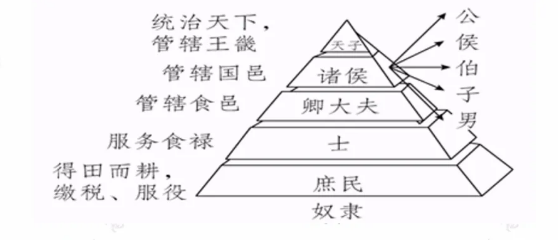 统治天下，
管辖王畿
管辖国邑
管辖食邑
服务食禄
得田而耕，
缴税、服役
天子
诸侯
卿大夫
士
庶民
奴隶
公
侯
伯
子
男